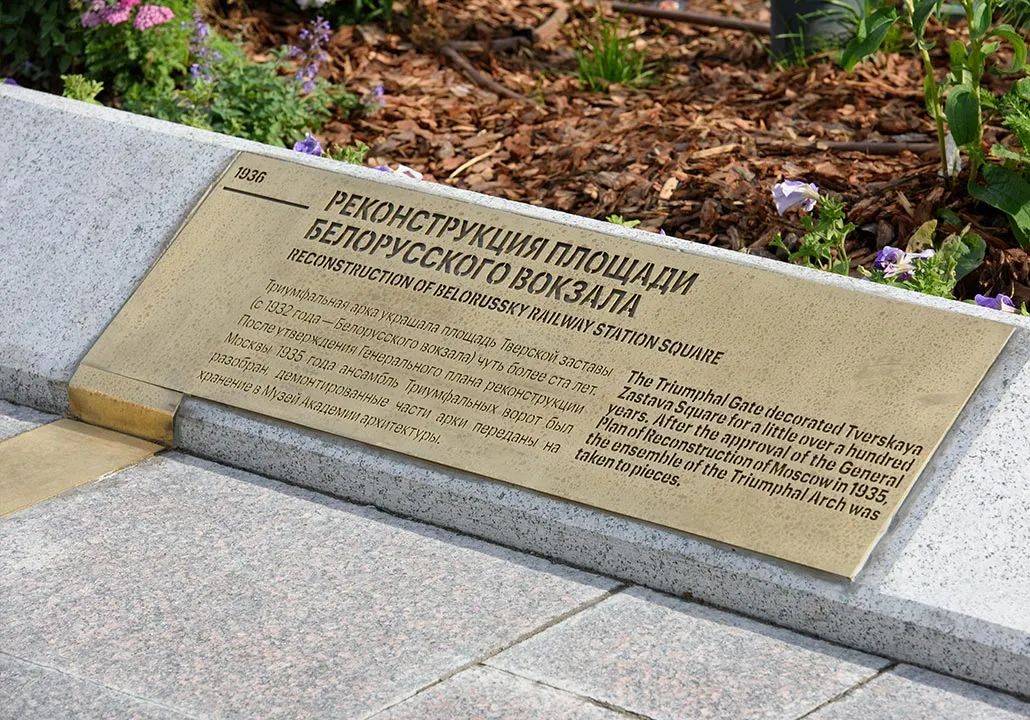 1936
РЕКОНСТРУКЦИЯ ПЛОЩАДИ
БЕЛОРУССКОГО ВОКЗАЛА
RECONSTRUCTION OF BELORUSSKY RAILWAY STATION SQUARE
Триумфальная арка украшала площадь Тверской заставы
(с 1932 года — Белорусского вокзала) чуть более ста лет.
После утверждения Генерального плана реконструкции
Москвы 1935 года ансамбль Триумфальных ворот был
разобран, демонтированные части арки переданы на
хранение в Музей Академии архитектуры.
The Triumphal Gate decorated Tverskaya
Zastava Square for a little over a hundred
years. After the approval of the General
Plan of Reconstruction of Moscow in 1935,
the ensemble of the Triumphal Arch was
taken to pieces.